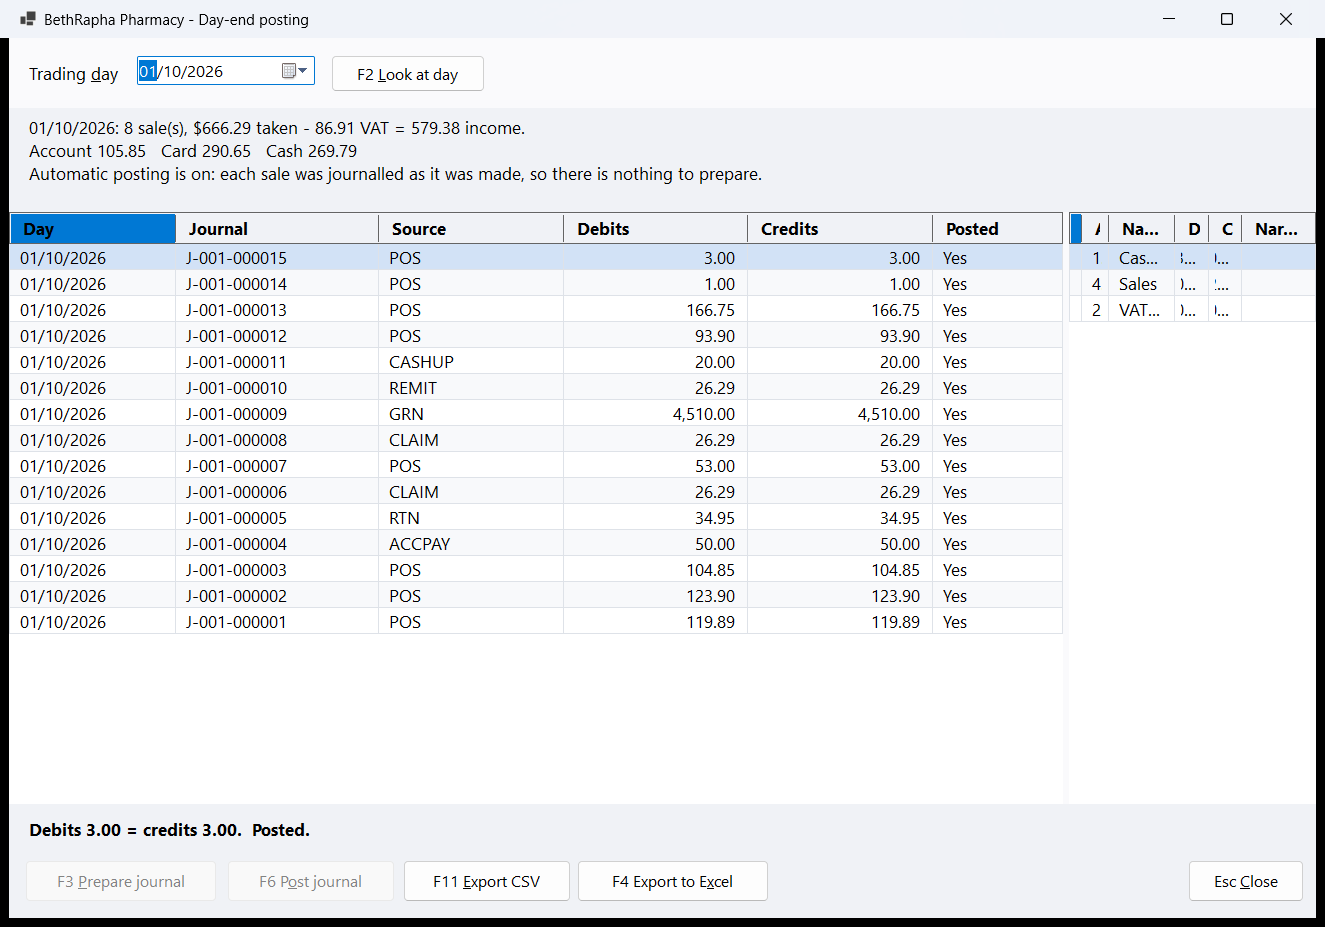 BethRapha Pharmacy - Day-end posting
Trading day 01/10/2026 F2 Look at day
01/10/2026: 8 sale(s), $666.29 taken - 86.91 VAT = 579.38 income.
Account 105.85 Card 290.65 Cash 269.79
Automatic posting is on: each sale was journalled as it was made, so there is nothing to prepare.
Day Journal Source Debits Credits Posted Na... D C Nar...
01/10/2026 J-001-000015 POS 3.00 3.00 Yes 1 Cas...
01/10/2026 J-001-000014 POS 1.00 1.00 Yes 4 Sales
01/10/2026 J-001-000013 POS 166.75 166.75 Yes 2 VAT...
01/10/2026 J-001-000012 POS 93.90 93.90 Yes
01/10/2026 J-001-000011 CASHUP 20.00 20.00 Yes
01/10/2026 J-001-000010 REMIT 26.29 26.29 Yes
01/10/2026 J-001-000009 GRN 4,510.00 4,510.00 Yes
01/10/2026 J-001-000008 CLAIM 26.29 26.29 Yes
01/10/2026 J-001-000007 POS 53.00 53.00 Yes
01/10/2026 J-001-000006 CLAIM 26.29 26.29 Yes
01/10/2026 J-001-000005 RTN 34.95 34.95 Yes
01/10/2026 J-001-000004 ACCPAY 50.00 50.00 Yes
01/10/2026 J-001-000003 POS 104.85 104.85 Yes
01/10/2026 J-001-000002 POS 123.90 123.90 Yes
01/10/2026 J-001-000001 POS 119.89 119.89 Yes
Debits 3.00 = credits 3.00. Posted.
F3 Prepare journal F6 Post journal F11 Export CSV F4 Export to Excel Esc Close